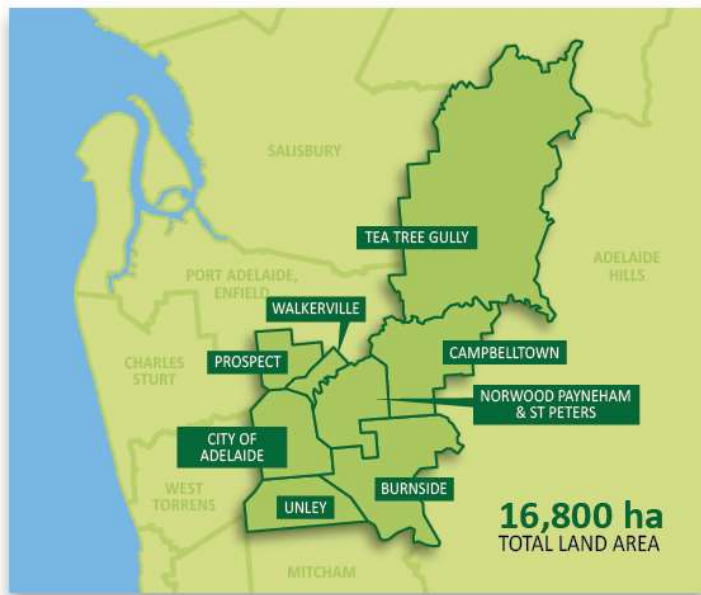 SALISBURY
TEA TREE GULLY
ADELAIDE
HILLS
PORT ADELAIDE,
ENFIELD
WALKERVILLE
CHARLES
STURT
PROSPECT
CAMPBELLTOWN
NORWOOD PAYNEHAM
& ST PETERS
CITY OF
ADELAIDE
WEST
TORRENS
UNLEY
BURNSIDE
16,800 ha
TOTAL LAND AREA
MITCHAM